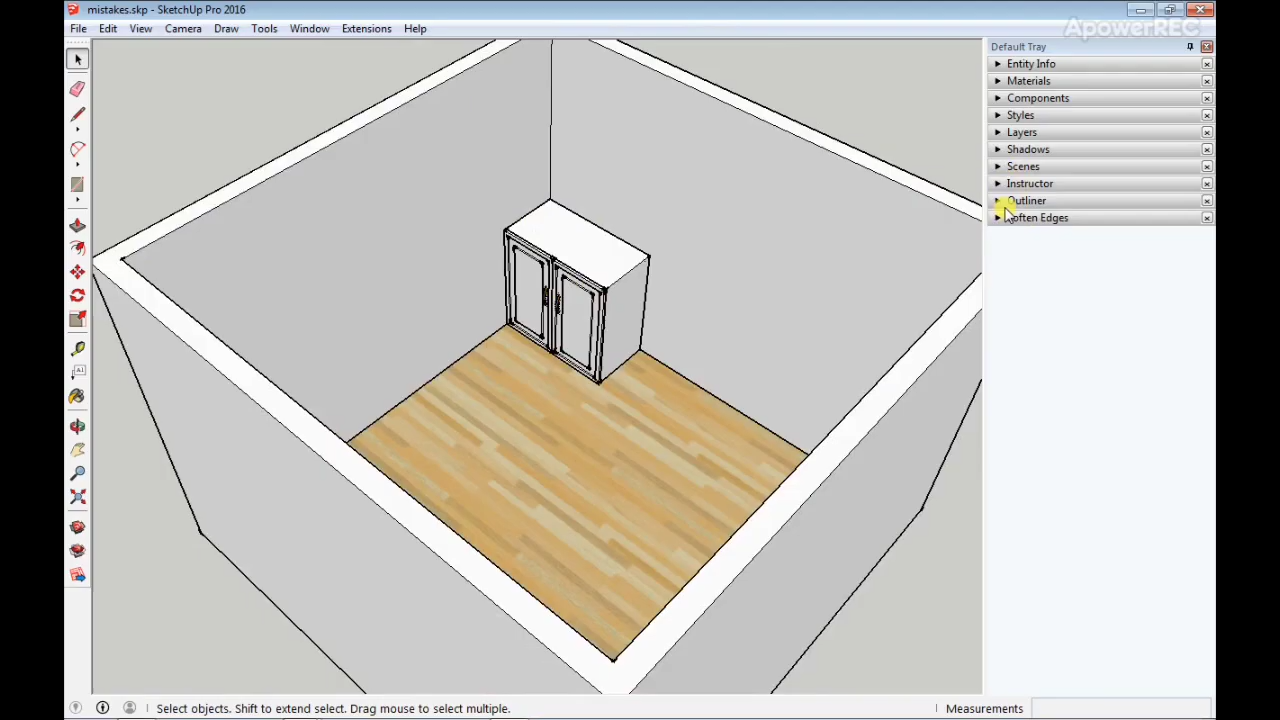 mistakes.skp - SketchUp Pro 2016
ApowerREC
File Edit View Camera Draw Tools Window Extensions Help
Default Tray
Entity Info
Materials
Components
Styles
Layers
Shadows
Scenes
Instructor
Outliner
Soften Edges
Select objects. Shift to extend select. Drag mouse to select multiple.
Measurements